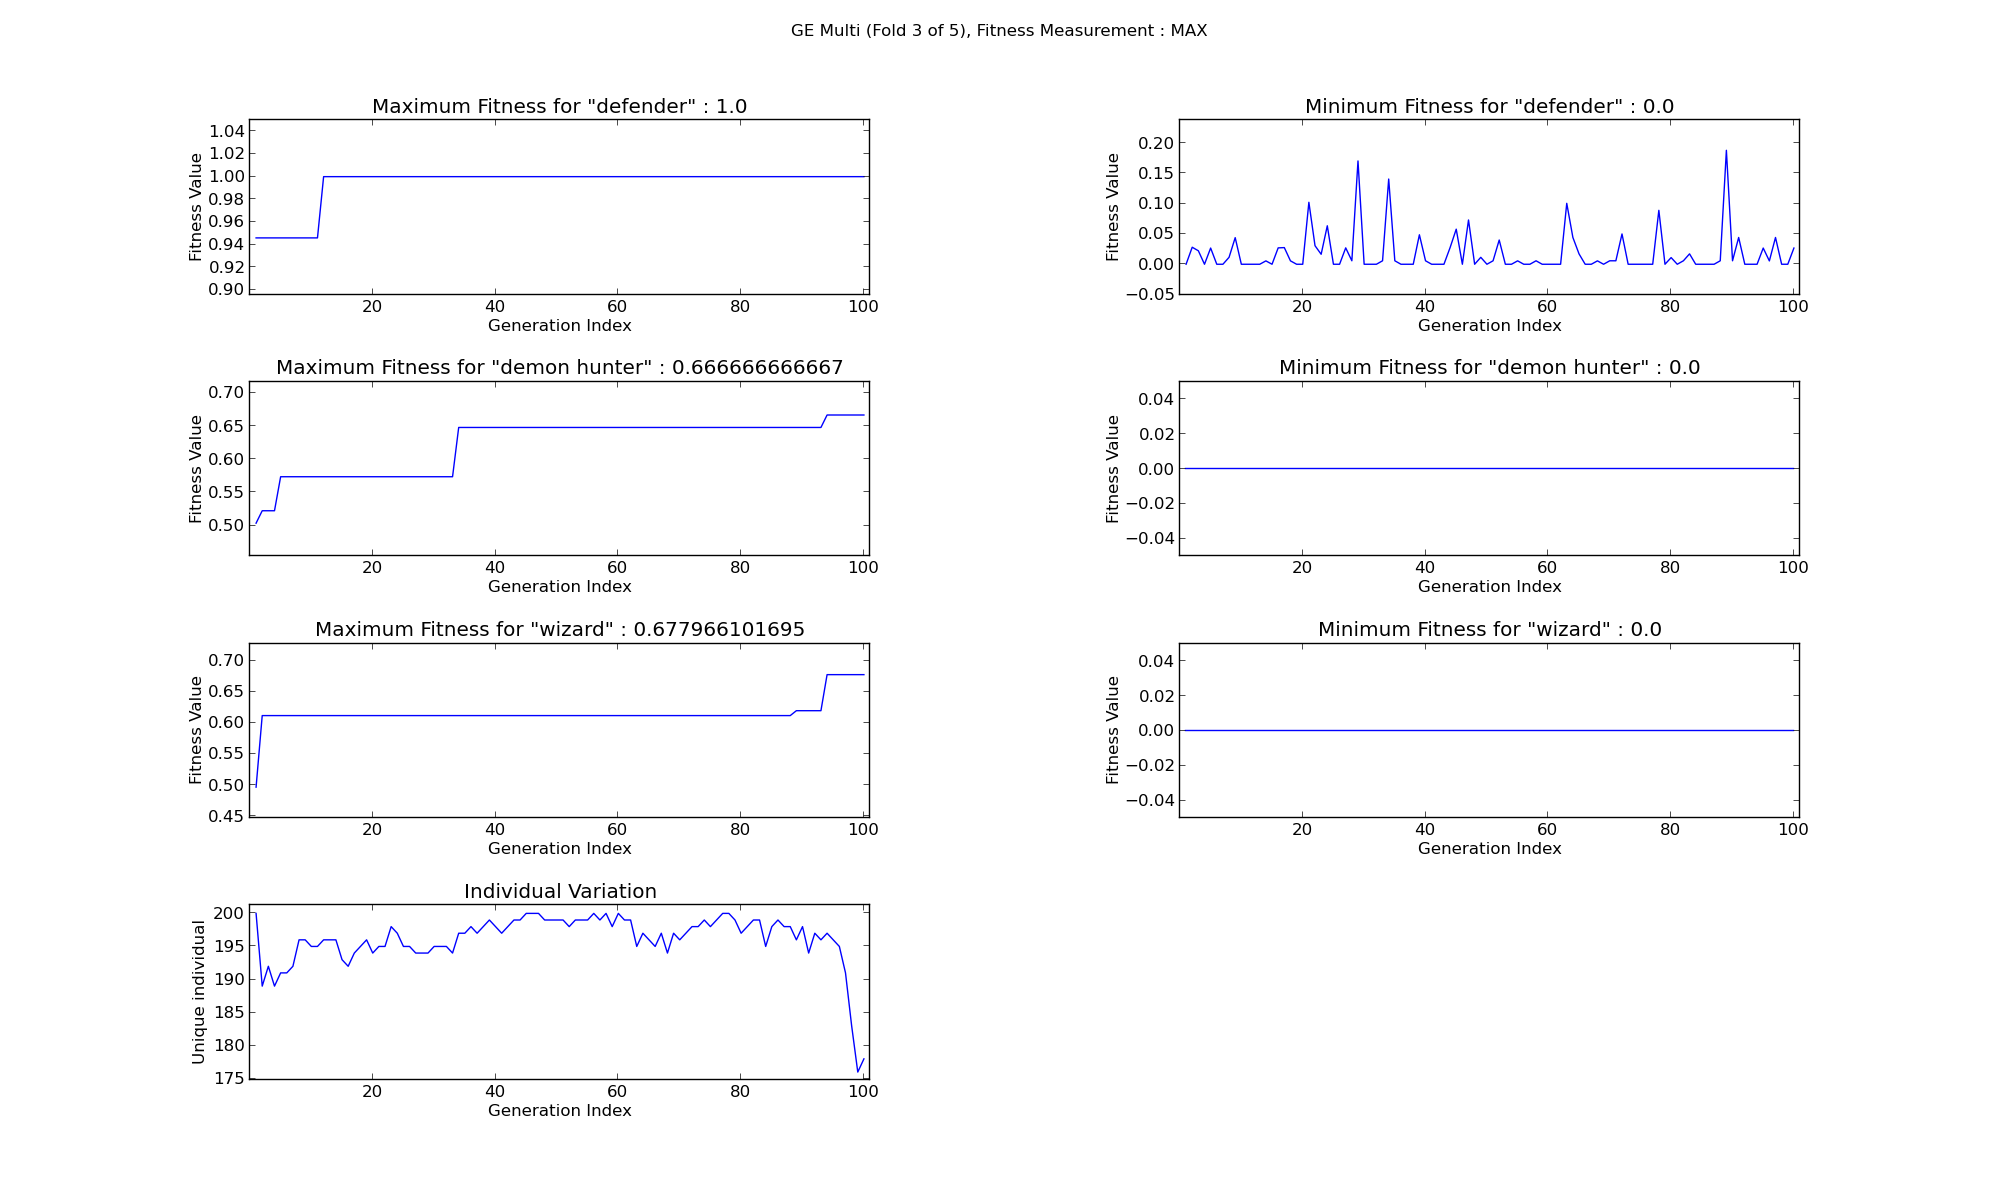 GE Multi (Fold 3 of 5), Fitness Measurement : MAX
Maximum Fitness for "defender" : 1.0
1.04
1.02
1.00
0.98
0.96
0.94
0.92
0.90
Fitness Value
20 40 60 80 100
Generation Index
Minimum Fitness for "defender" : 0.0
0.20
0.15
0.10
0.05
0.00
−0.05
Fitness Value
20 40 60 80 100
Generation Index
Maximum Fitness for "demon hunter" : 0.666666666667
0.70
0.65
0.60
0.55
0.50
Fitness Value
20 40 60 80 100
Generation Index
Minimum Fitness for "demon hunter" : 0.0
0.04
0.02
0.00
−0.02
−0.04
Fitness Value
20 40 60 80 100
Generation Index
Maximum Fitness for "wizard" : 0.677966101695
0.70
0.65
0.60
0.55
0.50
0.45
Fitness Value
20 40 60 80 100
Generation Index
Minimum Fitness for "wizard" : 0.0
0.04
0.02
0.00
−0.02
−0.04
Fitness Value
20 40 60 80 100
Generation Index
Individual Variation
200
195
190
185
180
175
Unique individual
20 40 60 80 100
Generation Index